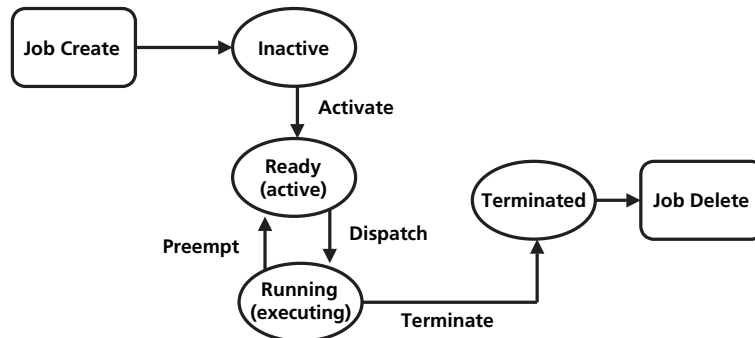 Job Create
Inactive
Activate
Ready
(active)
Terminated
Job Delete
Preempt
Dispatch
Running
(executing)
Terminate